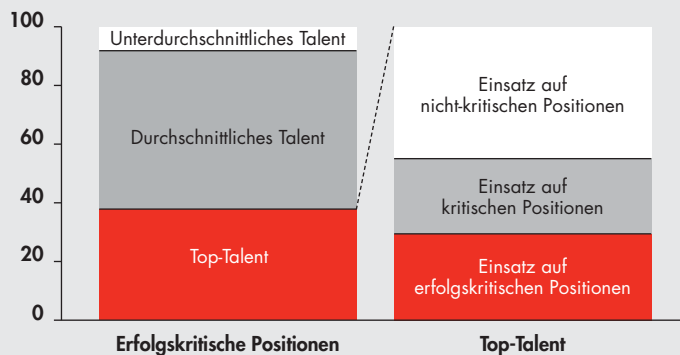 100
80
60
40
20
0
Unterdurchschnittliches Talent
Durchschnittliches Talent
Top-Talent
Einsatz auf
nicht-kritischen Positionen
Einsatz auf
kritischen Positionen
Einsatz auf
erfolgskritischen Positionen
Erfolgskritische Positionen
Top-Talent